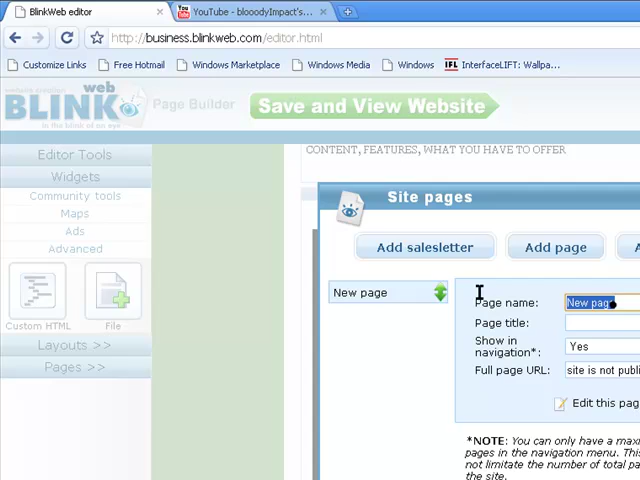 BlinkWeb editor
YouTube - blooodyImpact's...
http://business.blinkweb.com/editor.html
Customize Links
Free Hotmail
Windows Marketplace
Windows Media
Windows
IFL InterfaceLIFT: Wallpa...
web
BLINK
in the blink of an eye
Page Builder
Save and View Website
CONTENT, FEATURES, WHAT YOU HAVE TO OFFER
Editor Tools
Widgets
Community tools
Maps
Ads
Advanced
Custom HTML
File
Layouts >>
Pages >>
Site pages
Add salesletter
Add page
New page
Page name:
New page
Page title:
Show in
navigation*:
Yes
Full page URL:
site is not publi
Edit this pag
*NOTE: You can only have a maxi
pages in the navigation menu. This
not limitate the number of total pa
the site.